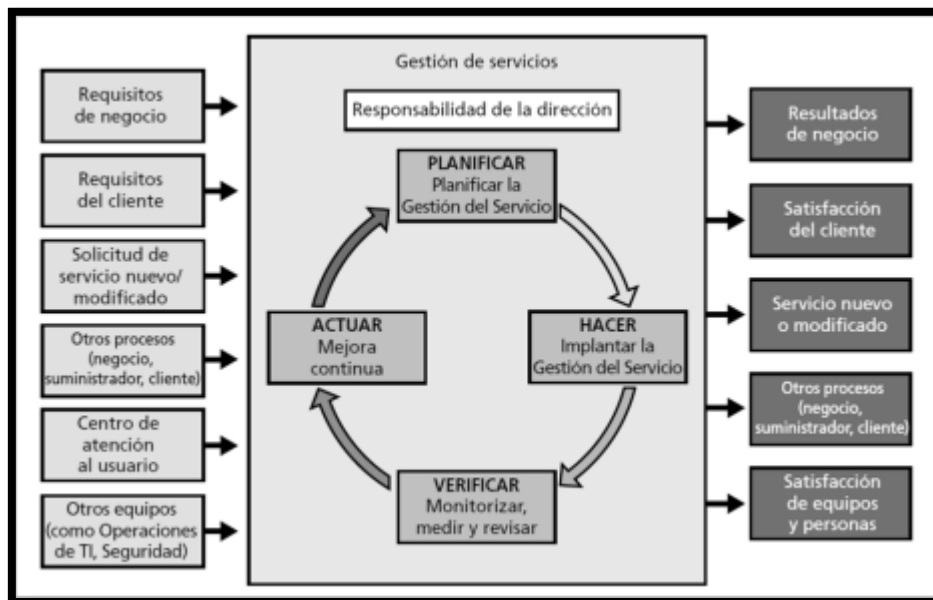 Gestión de servicios
Responsabilidad de la dirección
Requisitos
de negocio
Requisitos
del cliente
Solicitud de
servicio nuevo/
modificado
Otros procesos
(negocio,
suministrador, cliente)
Centro de
atención
al usuario
Otros equipos
(como Operaciones
de TI, Seguridad)
PLANIFICAR
Planificar la
Gestión del Servicio
HACER
Implantar la
Gestión del Servicio
VERIFICAR
Monitorizar,
medir y revisar
ACTUAR
Mejora
continua
Resultados
de negocio
Satisfacción
del cliente
Servicio nuevo
o modificado
Otros procesos
(negocio,
suministrador, cliente)
Satisfacción
de equipos
y personas